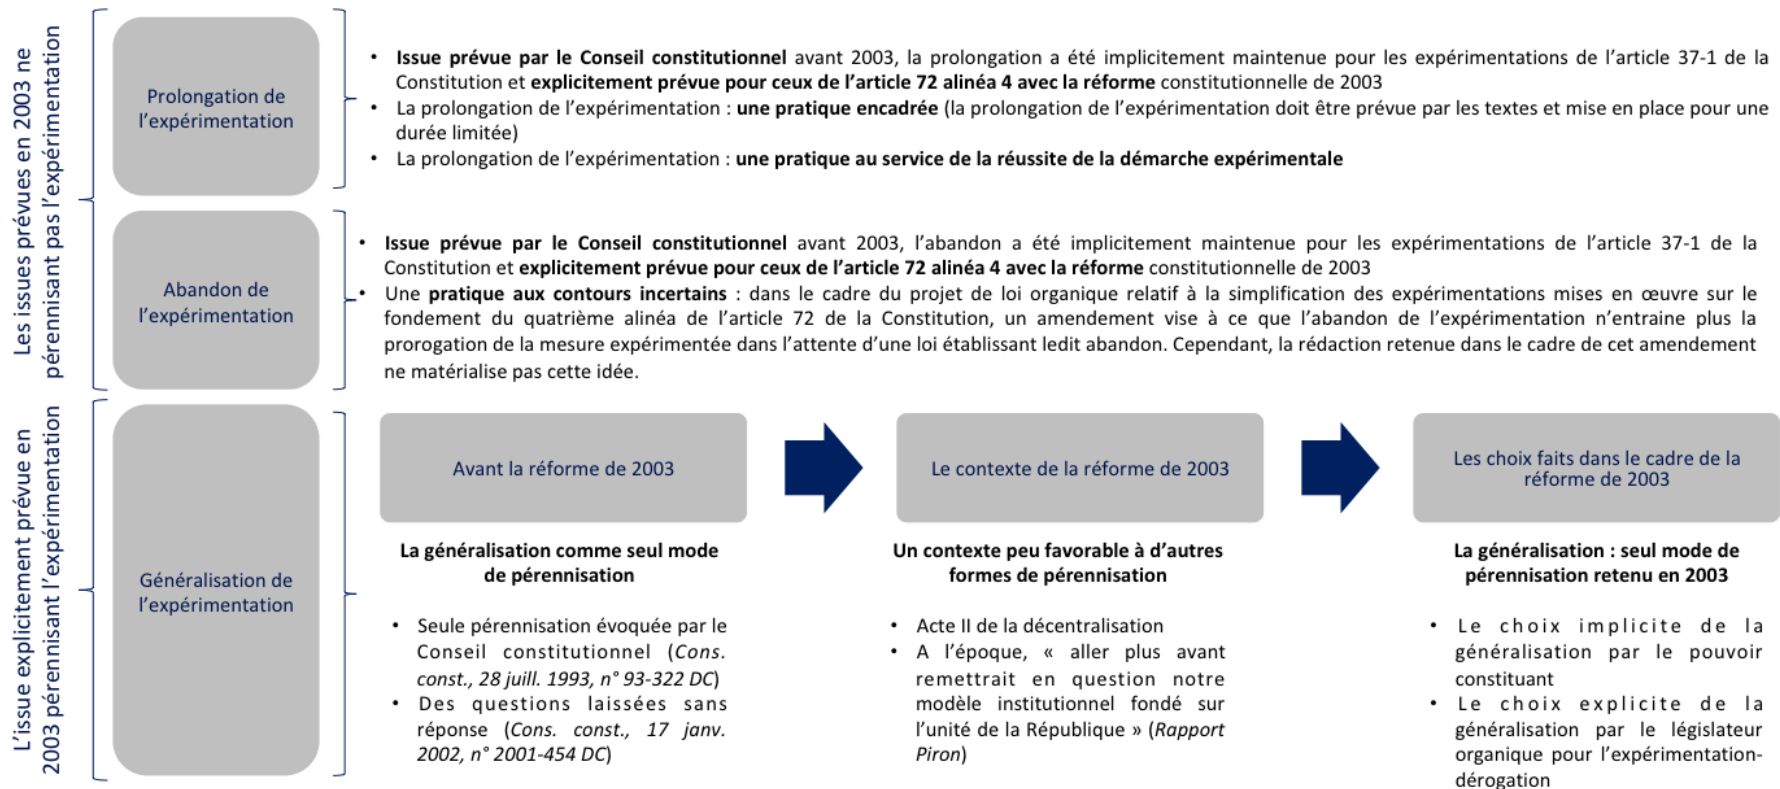 Les issues prévues en 2003 ne
pérennisant pas l'expérimentation
Prolongation de
l'expérimentation
• Issue prévue par le Conseil constitutionnel avant 2003, la prolongation a été implicitement maintenue pour les expérimentations de l'article 37-1 de la
Constitution et explicitement prévue pour ceux de l'article 72 alinéa 4 avec la réforme constitutionnelle de 2003
• La prolongation de l'expérimentation : une pratique encadrée (la prolongation de l'expérimentation doit être prévue par les textes et mise en place pour une
durée limitée)
• La prolongation de l'expérimentation : une pratique au service de la réussite de la démarche expérimentale
Abandon de
l'expérimentation
• Issue prévue par le Conseil constitutionnel avant 2003, l'abandon a été implicitement maintenue pour les expérimentations de l'article 37-1 de la
Constitution et explicitement prévue pour ceux de l'article 72 alinéa 4 avec la réforme constitutionnelle de 2003
• Une pratique aux contours incertains : dans le cadre du projet de loi organique relatif à la simplification des expérimentations mises en œuvre sur le
fondement du quatrième alinéa de l'article 72 de la Constitution, un amendement vise à ce que l'abandon de l'expérimentation n'entraine plus la
prorogation de la mesure expérimentée dans l'attente d'une loi établissant ledit abandon. Cependant, la rédaction retenue dans le cadre de cet amendement
ne matérialise pas cette idée.
L'issue explicitement prévue en
2003 pérennisant l'expérimentation
Généralisation de
l'expérimentation
Avant la réforme de 2003
La généralisation comme seul mode
de pérennisation
• Seule pérennisation évoquée par le
Conseil constitutionnel (Cons.
const., 28 juill. 1993, n° 93-322 DC)
• Des questions laissées sans
réponse (Cons. const., 17 janv.
2002, n° 2001-454 DC)
Le contexte de la réforme de 2003
Un contexte peu favorable à d'autres
formes de pérennisation
• Acte II de la décentralisation
• A l'époque, « aller plus avant
remettrait en question notre
modèle institutionnel fondé sur
l'unité de la République » (Rapport
Piron)
Les choix faits dans le cadre de la
réforme de 2003
La généralisation : seul mode de
pérennisation retenu en 2003
• Le choix implicite de la
généralisation par le pouvoir
constituant
• Le choix explicite de la
généralisation par le législateur
organique pour l'expérimentation-
dérogation